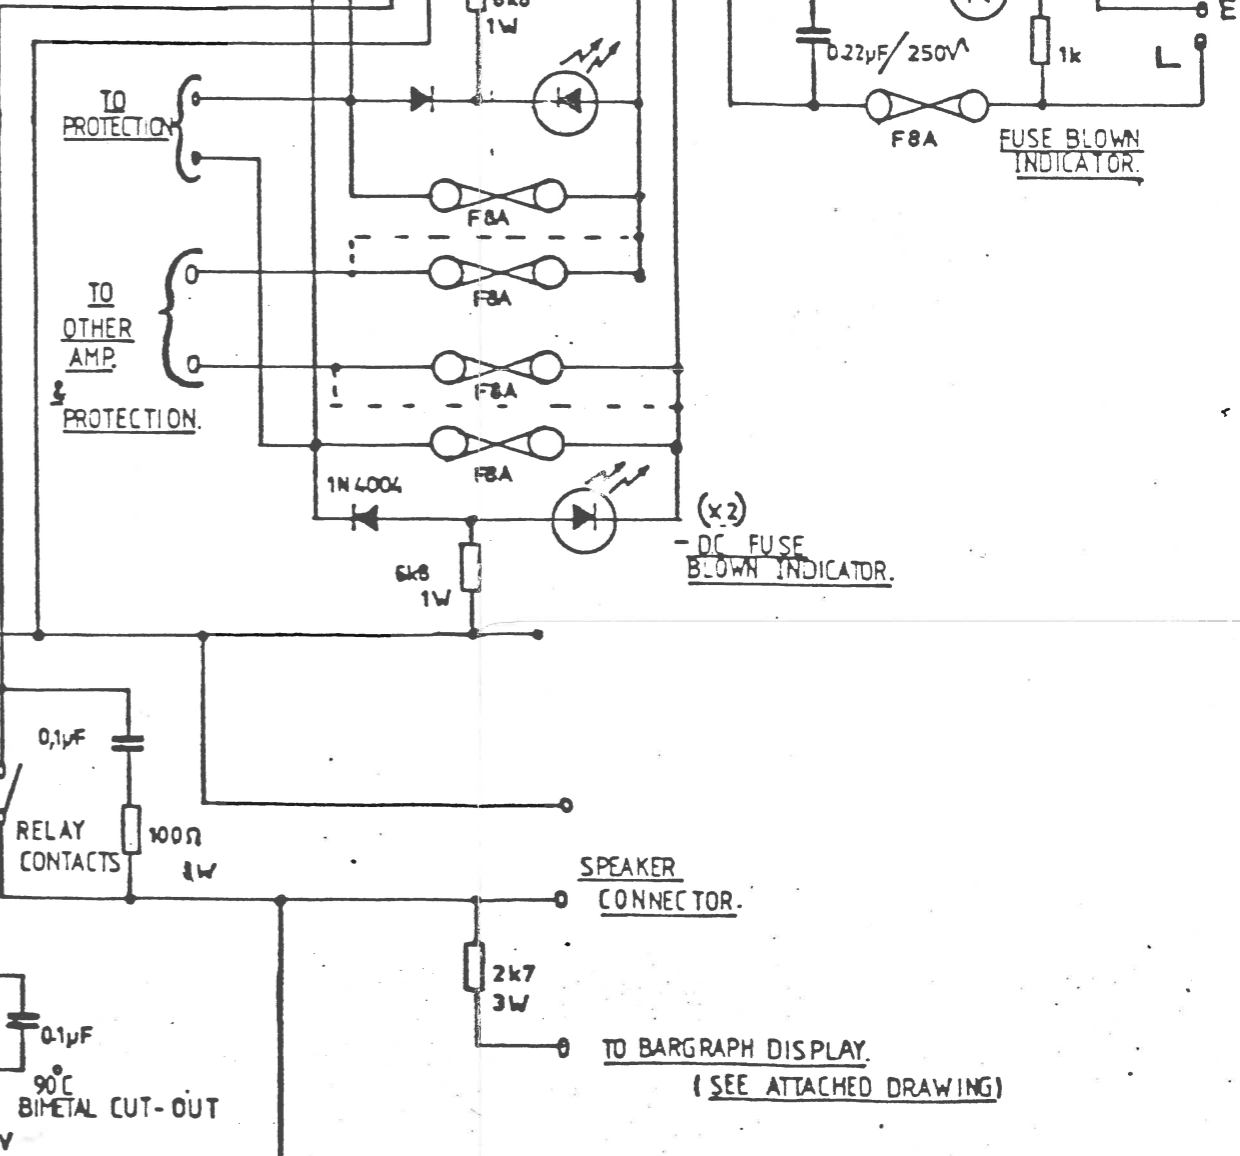 1W
E
0.22µF/250V
1k
L
TO
PROTECTION
F8A
FUSE BLOWN
INDICATOR.
F8A
TO
OTHER
AMP.
&
PROTECTION.
F8A
F8A
F8A
1N4004
(x2)
- DC FUSE
BLOWN INDICATOR.
6k8
1W
0,1µF
RELAY
CONTACTS
100Ω
1W
SPEAKER
CONNECTOR.
2k7
3W
0.1µF
90°C
BIMETAL CUT-OUT
TO BARGRAPH DISPLAY.
(SEE ATTACHED DRAWING)